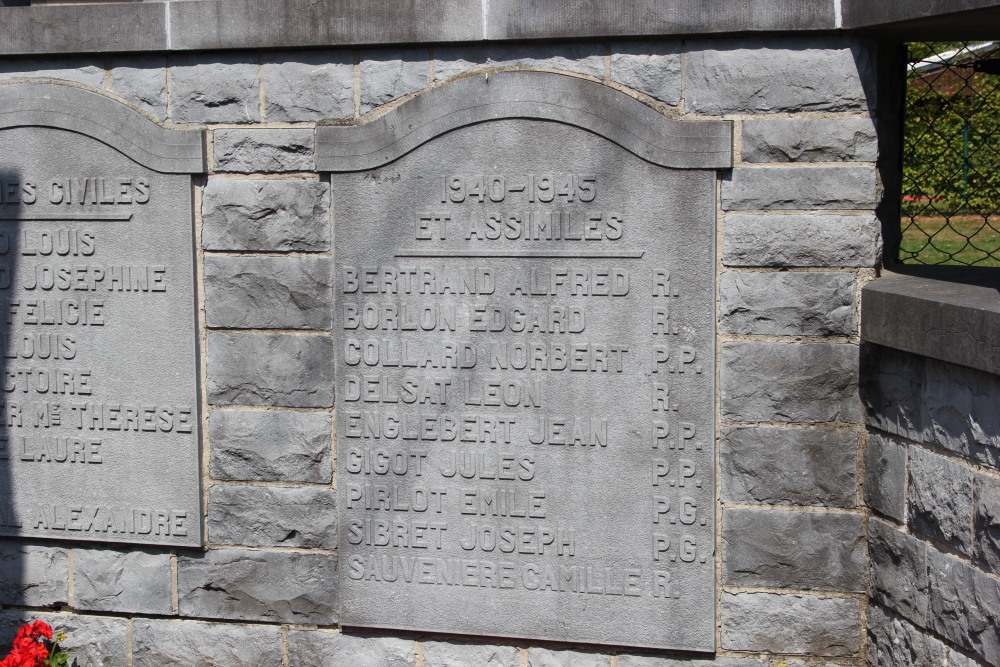 ES CIVILES
LOUIS
JOSEPHINE
FELICIE
LOUIS
CTOIRE
R Mᵉ THERESE
E LAURE
E ALEXANDRE
1940-1945
ET ASSIMILES
BERTRAND ALFRED R.
BORLON EDGARD R.
COLLARD NORBERT P.P.
DELSAT LEON R.
ENGLEBERT JEAN P.P.
GIGOT JULES P.P.
PIRLOT EMILE P.G.
SIBRET JOSEPH P.G.
SAUVENIERE CAMILLE R.